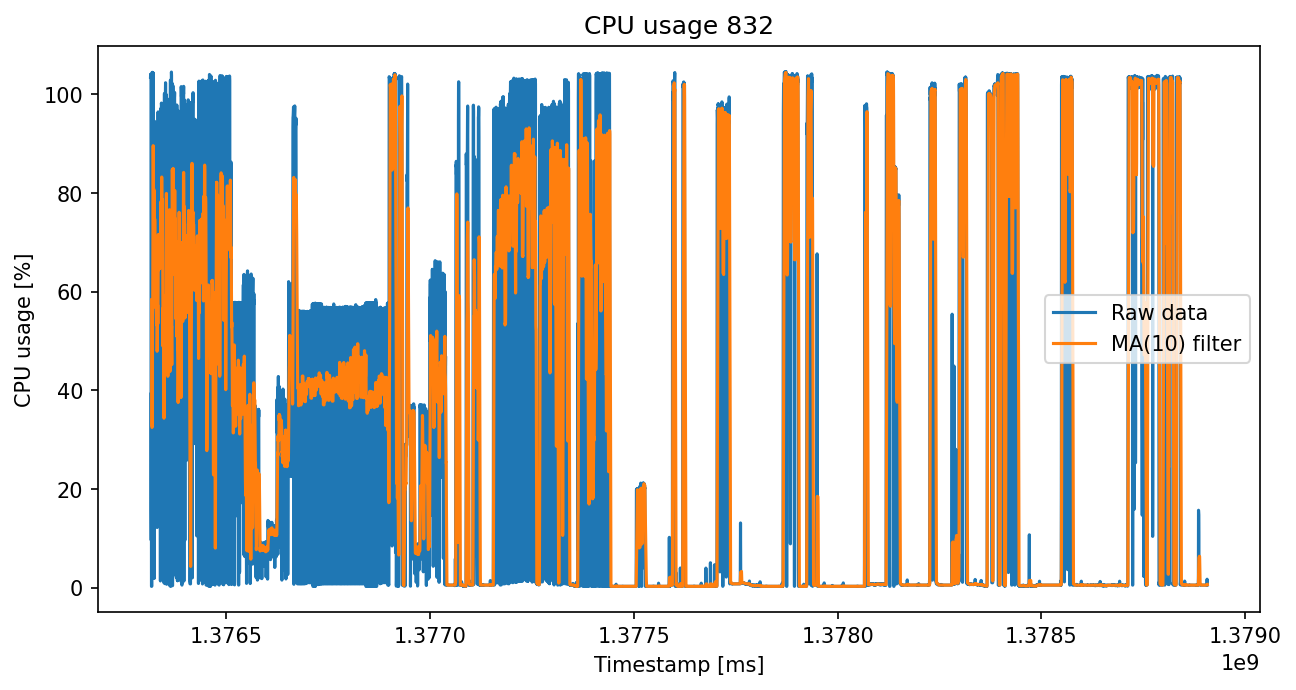 CPU usage 832
CPU usage [%]
100
80
60
40
20
0
Raw data
MA(10) filter
1.3765 1.3770 1.3775 1.3780 1.3785 1.3790
1e9
Timestamp [ms]